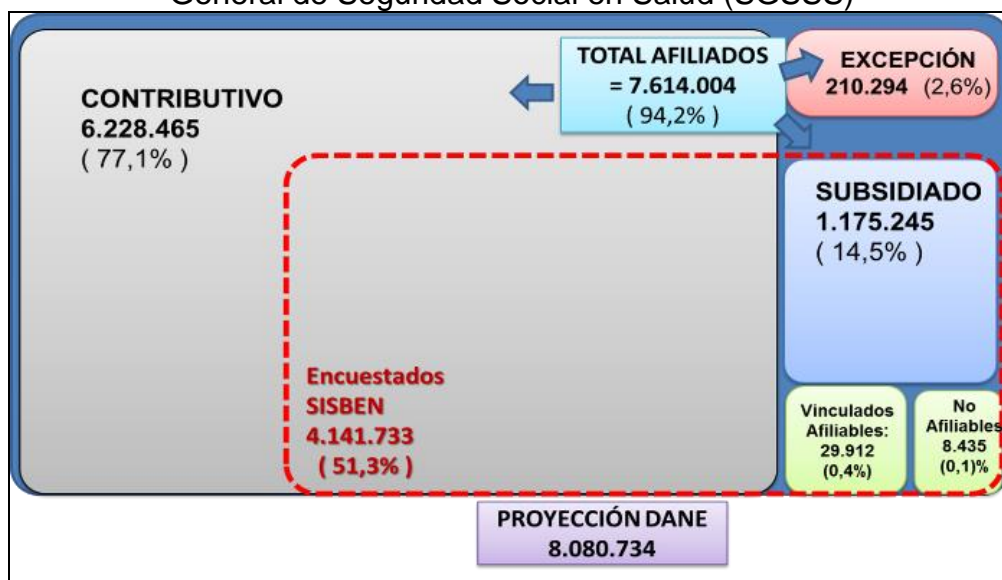 General de Seguridad Social en Salud (SGSSS)
TOTAL AFILIADOS
= 7.614.004
( 94,2% )
EXCEPCIÓN
210.294 (2,6%)
CONTRIBUTIVO
6.228.465
( 77,1% )
SUBSIDIADO
1.175.245
( 14,5% )
Encuestados
SISBEN
4.141.733
( 51,3% )
Vinculados
Afiliables:
29.912
(0,4%)
No
Afiliables
8.435
(0,1)%
PROYECCIÓN DANE
8.080.734